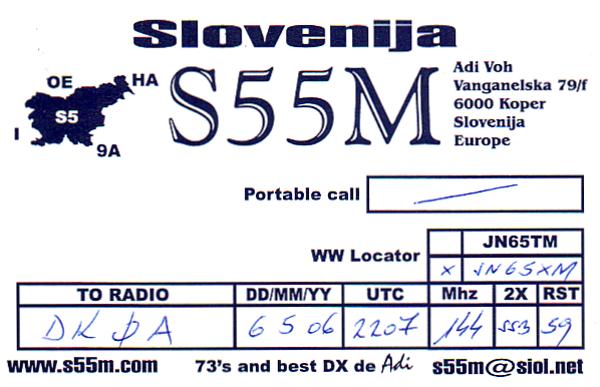 Slovenija
OE HA
S5
I
9A
S55M
Adi Voh
Vanganelska 79/f
6000 Koper
Slovenija
Europe
Portable call
WW Locator JN65TM
x JN65XM
TO RADIO DD/MM/YY UTC Mhz 2X RST
DKØA 6 5 06 2207 144 SSB 59
www.s55m.com 73's and best DX de Adi s55m@siol.net